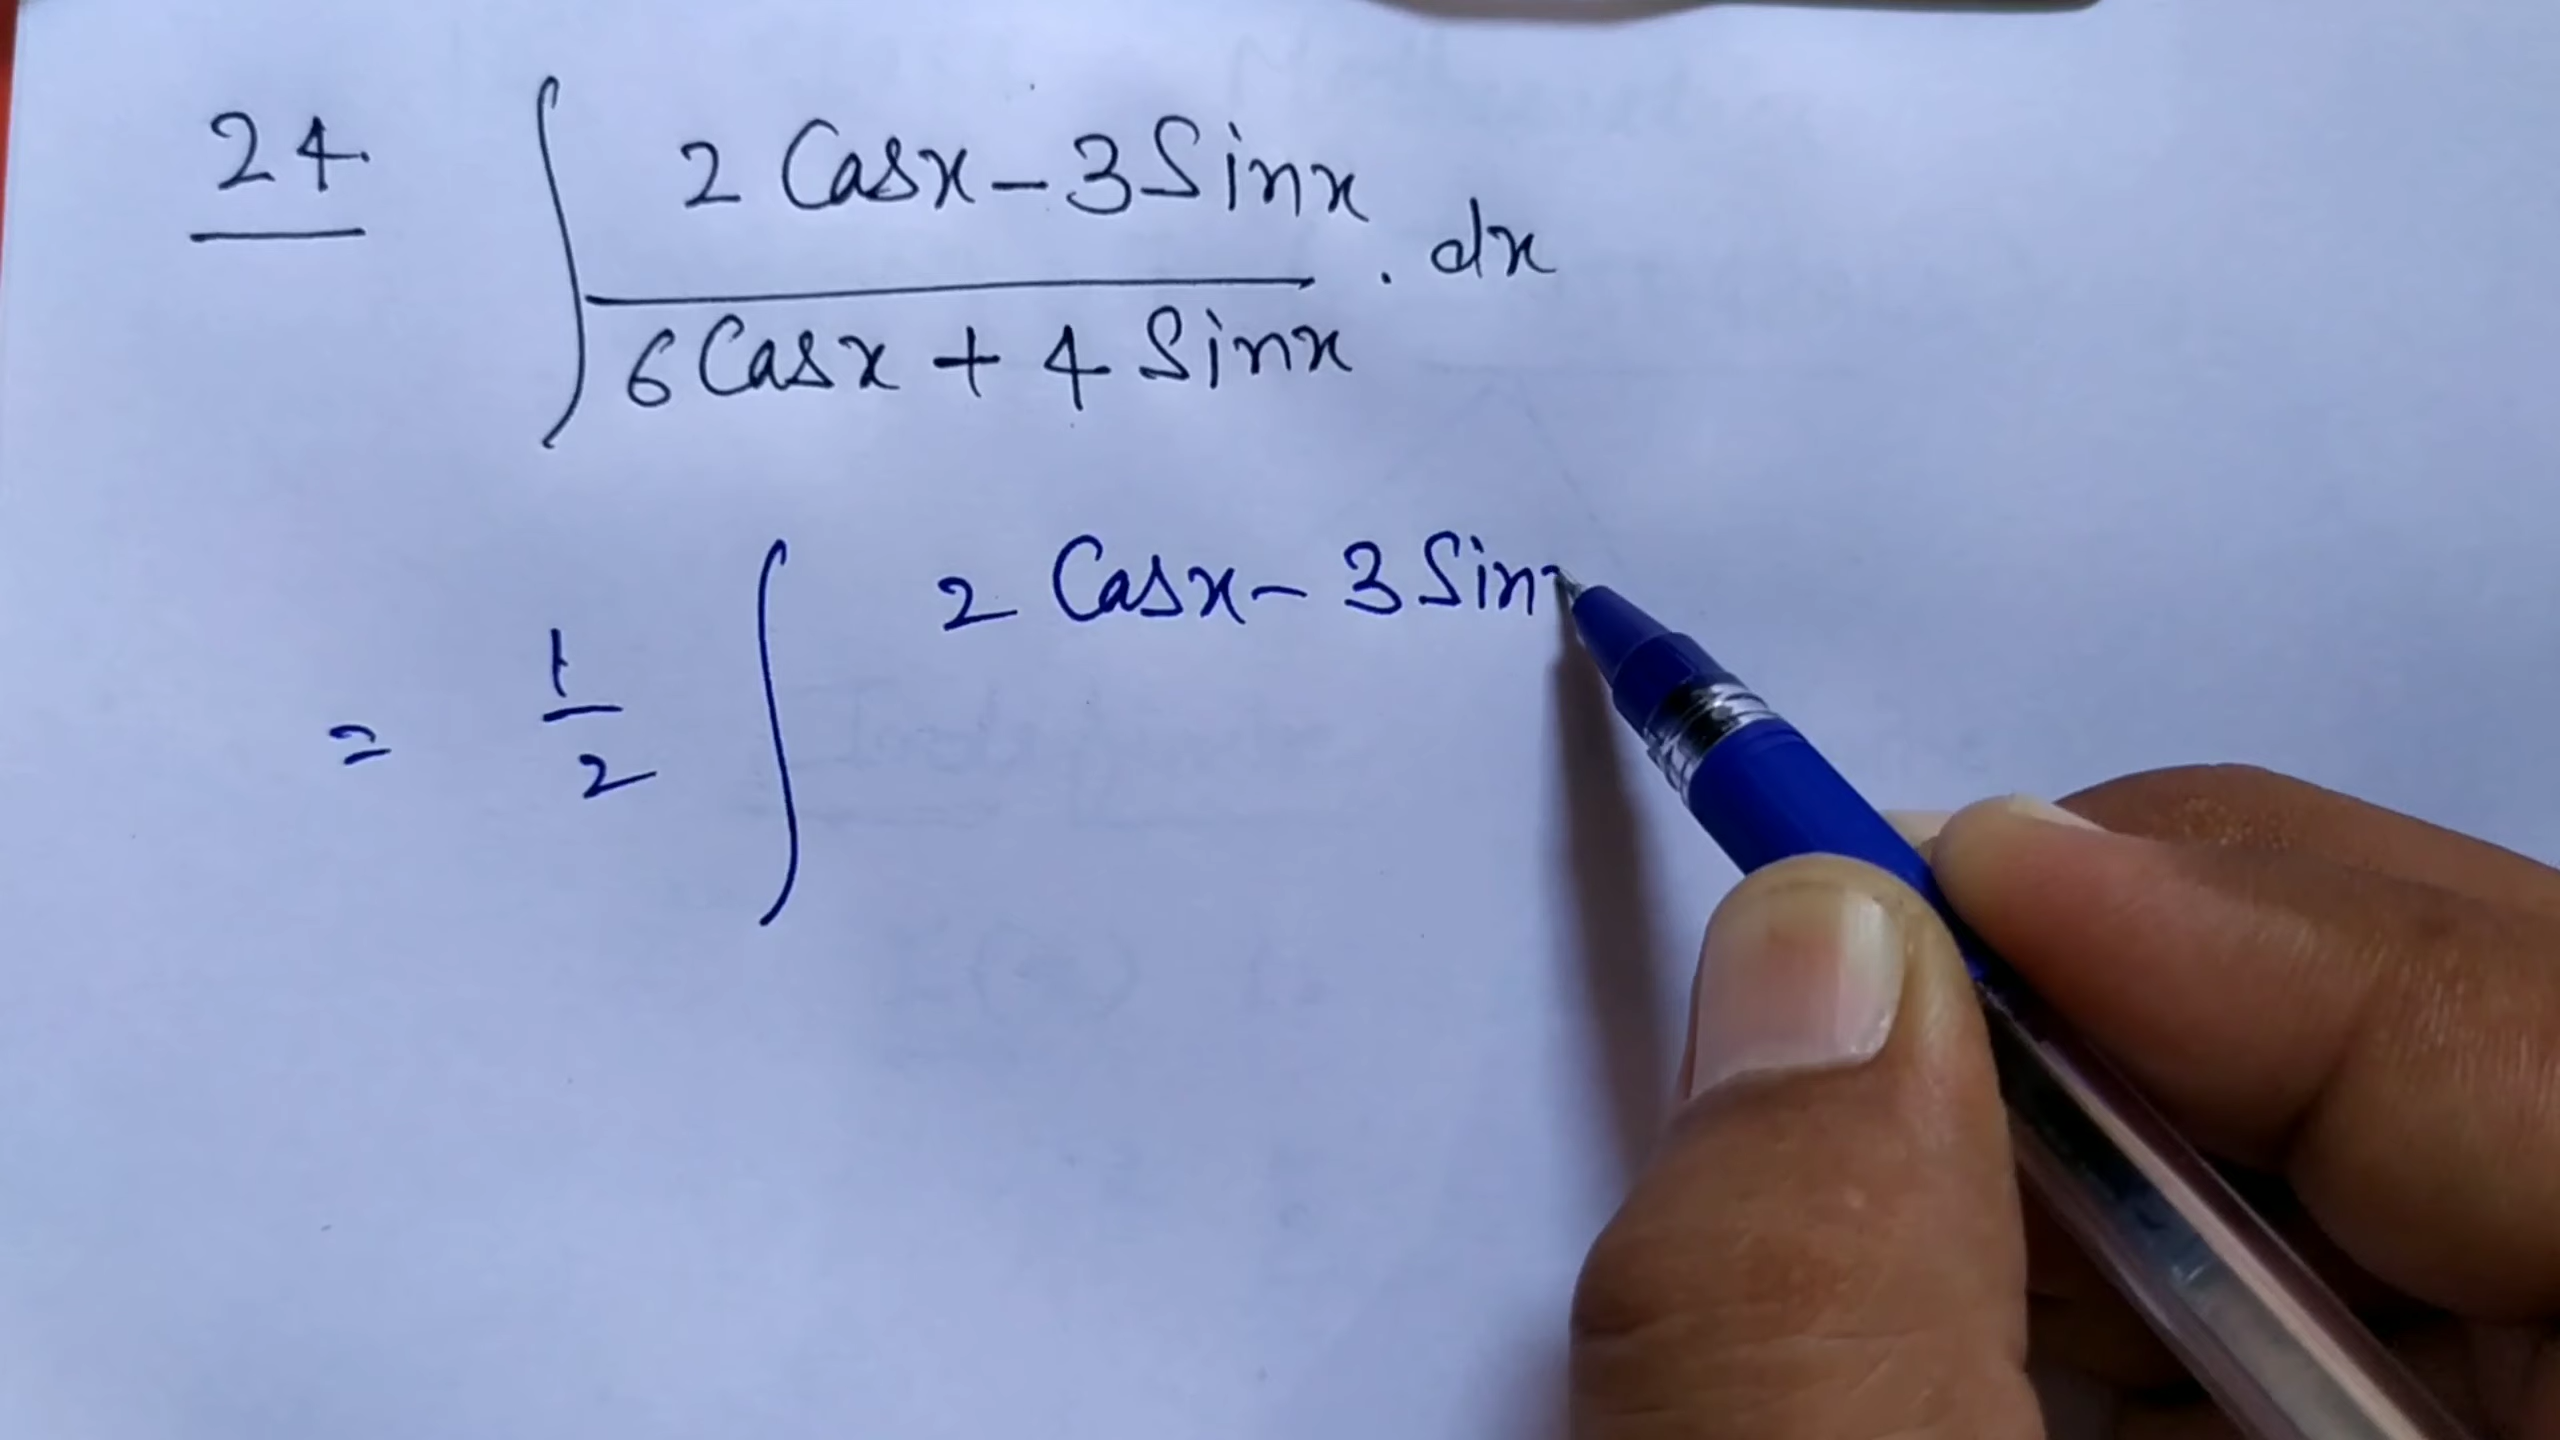 24 ∫ (2 Cosx - 3 Sinx)/(6 Cosx + 4 Sinx) . dx
= 1/2 ∫ 2 Cosx - 3 Sin